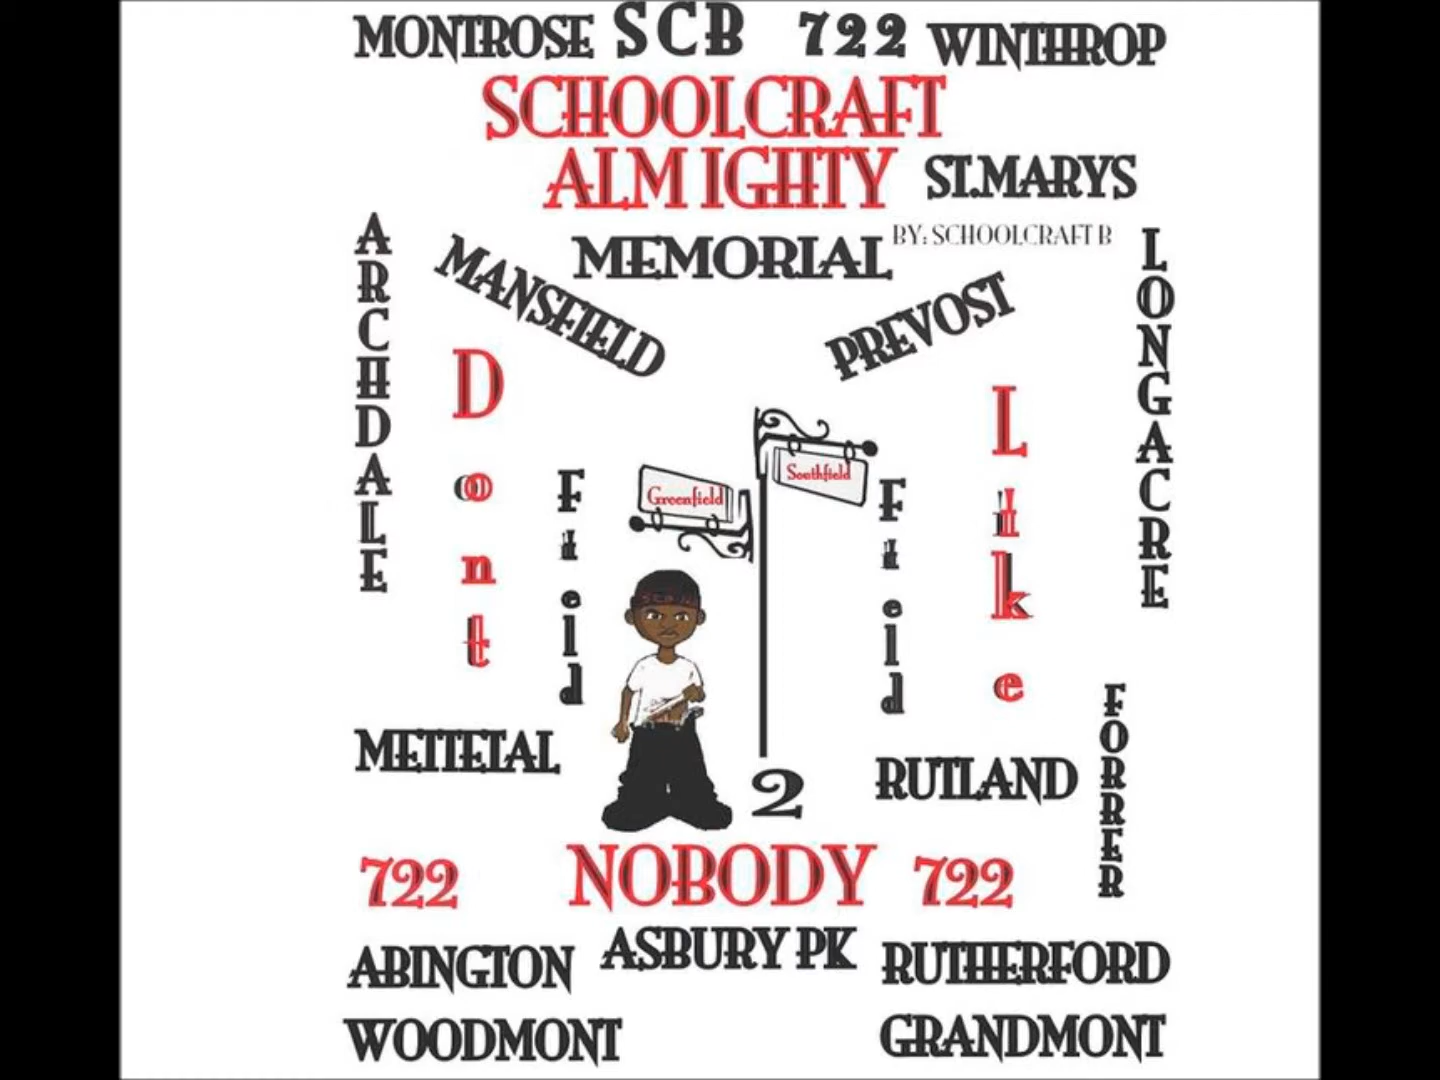 MONTROSE SCB 722 WINTHROP
SCHOOLCRAFT
ALMIGHTY
ST.MARYS
BY: SCHOOLCRAFT B
MEMORIAL
ARCHDALE
MANSFIELD
PREVOST
LONGACRE
Dont
Like
Field
Greenfield
Southfield
Field
METTETAL
2
RUTLAND
FORRER
722 NOBODY 722
ABINGTON ASBURY PK RUTHERFORD
WOODMONT GRANDMONT